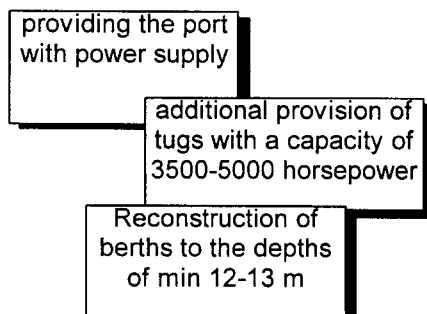 providing the port
with power supply
additional provision of
tugs with a capacity of
3500-5000 horsepower
Reconstruction of
berths to the depths
of min 12-13 m